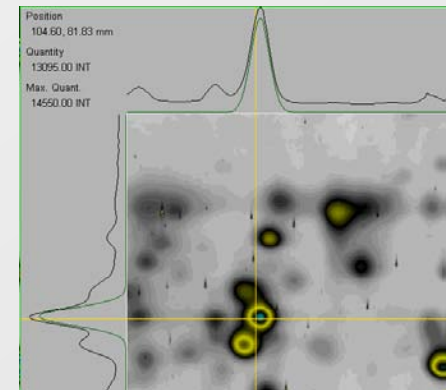 Position
104.60, 81.83 mm
Quantity
13095.00 INT
Max. Quant.
14550.00 INT